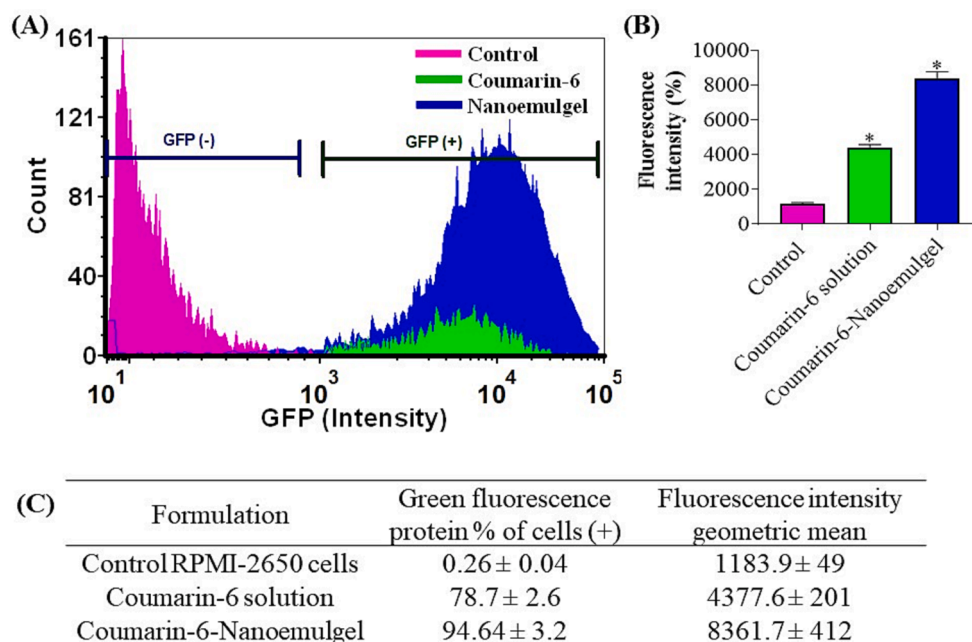 (A)
161
121
81
40
0
Count
Control
Coumarin-6
Nanoemulgel
GFP (-)
GFP (+)
10¹
10³
10⁴
10⁵
GFP (Intensity)
(B)
10000
8000
6000
4000
2000
0
Fluorescence
intensity (%)
*
*
Control
Coumarin-6 solution
Coumarin-6-Nanoemulgel
(C)
Formulation
Green fluorescence
protein % of cells (+)
Fluorescence intensity
geometric mean
Control RPMI-2650 cells 0.26 ± 0.04 1183.9 ± 49
Coumarin-6 solution 78.7 ± 2.6 4377.6 ± 201
Coumarin-6-Nanoemulgel 94.64 ± 3.2 8361.7 ± 412